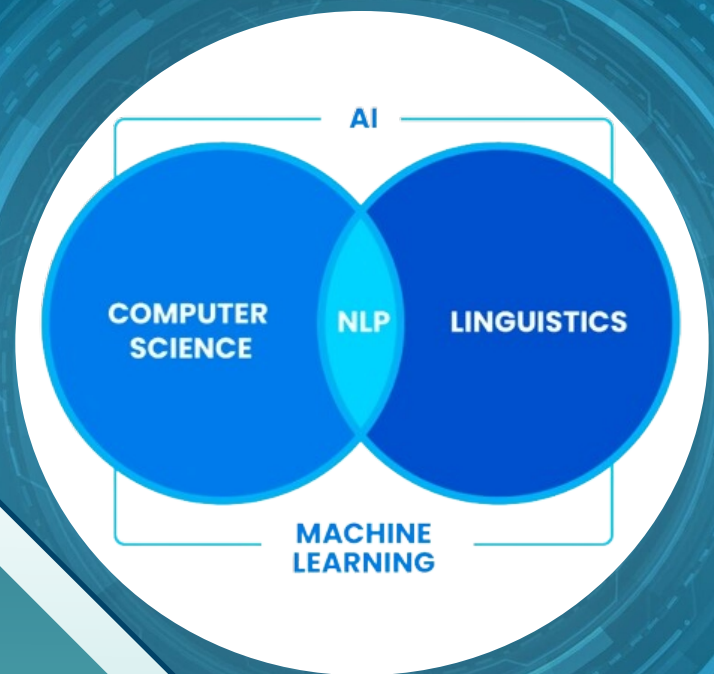 AI
COMPUTER
SCIENCE
NLP
LINGUISTICS
MACHINE
LEARNING